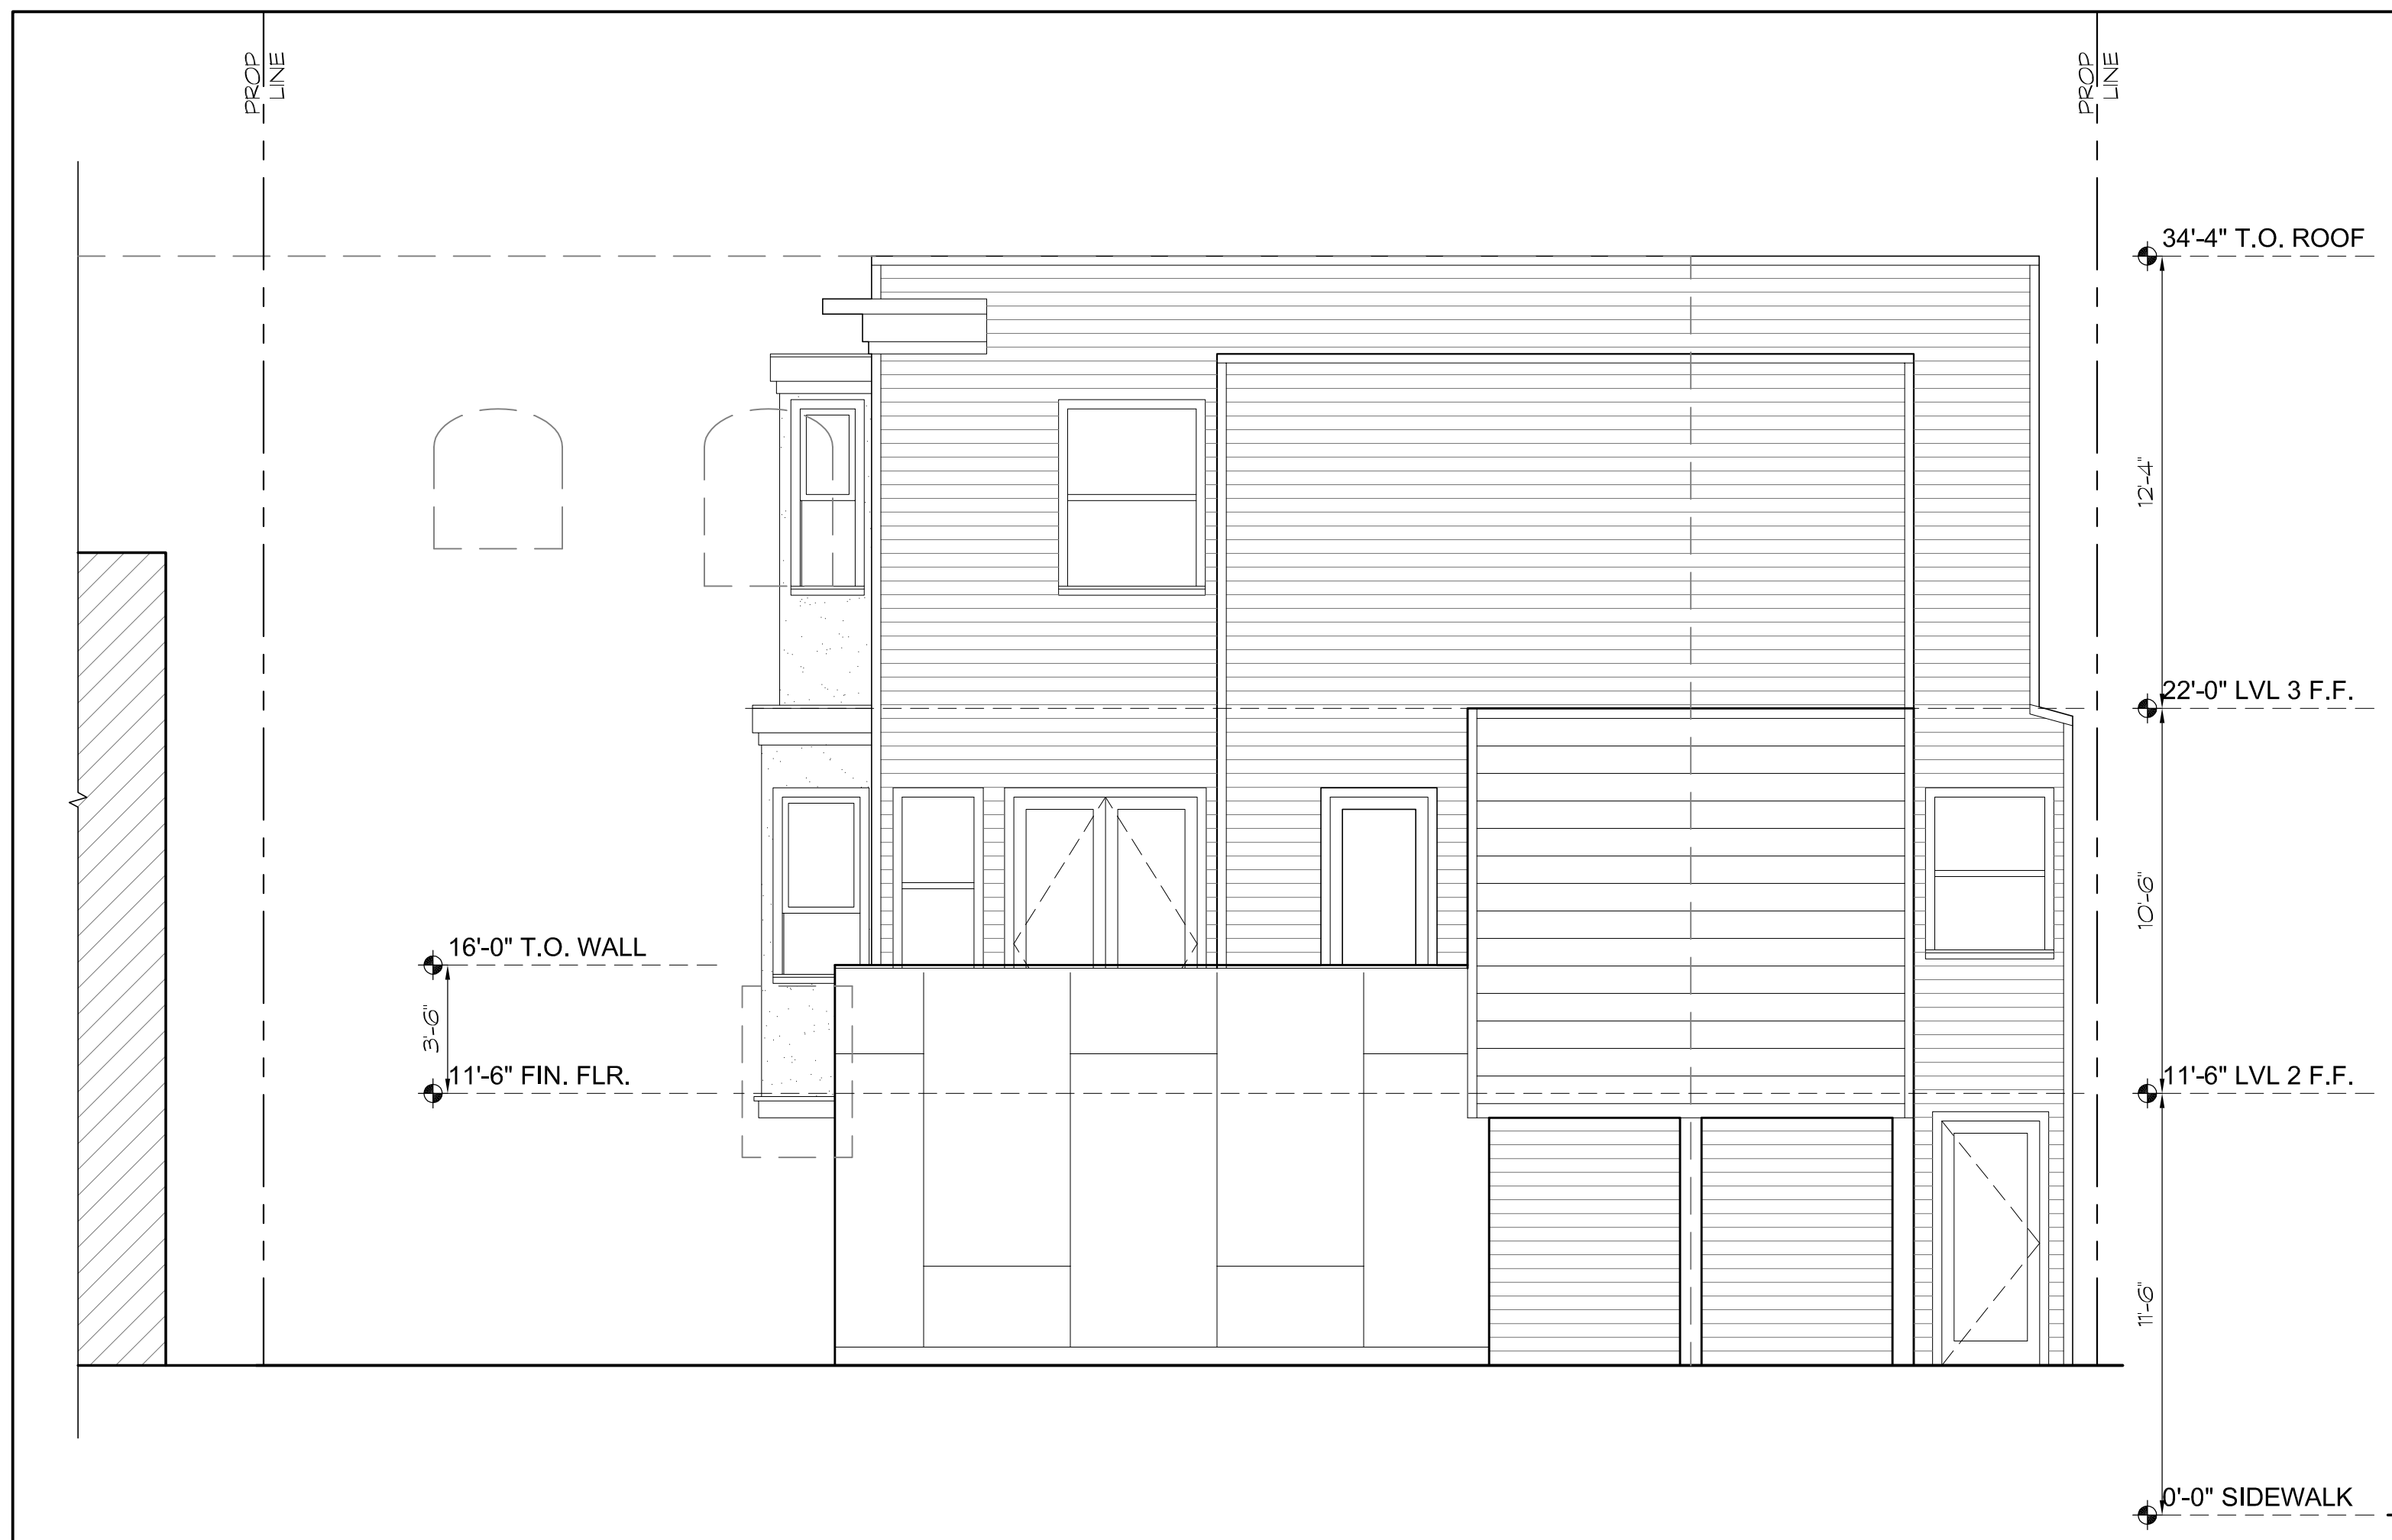 PROP
LINE
PROP
LINE
34'-4" T.O. ROOF
12'-4"
22'-0" LVL 3 F.F.
10'-6"
16'-0" T.O. WALL
3'-6"
11'-6" FIN. FLR.
11'-6" LVL 2 F.F.
11'-6"
0'-0" SIDEWALK